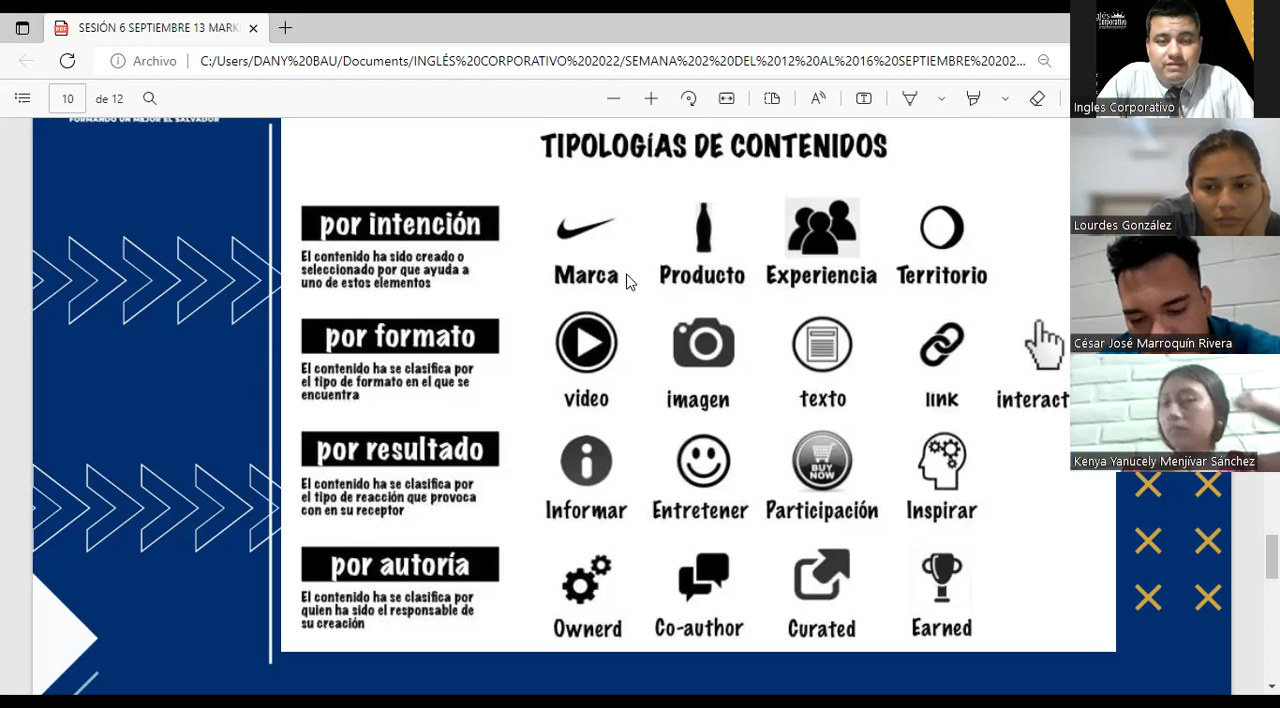 SESIÓN 6 SEPTIEMBRE 13 MARK
Archivo
C:/Users/DANY%20BAU/Documents/INGLÉS%20CORPORATIVO%202022/SEMANA%202%20DEL%2012%20AL%2016%20SEPTIEMBRE%20202...
10 de 12
FORMANDO UN MEJOR EL SALVADOR
TIPOLOGÍAS DE CONTENIDOS
por intención
El contenido ha sido creado o
seleccionado por que ayuda a
uno de estos elementos
Marca Producto Experiencia Territorio
por formato
El contenido ha se clasifica por
el tipo de formato en el que se
encuentra
video imagen texto link interact
por resultado
El contenido ha se clasifica por
el tipo de reacción que provoca
con en su receptor
BUY
NOW
Informar Entretener Participación Inspirar
por autoría
El contenido ha se clasifica por
quien ha sido el responsable de
su creación
Ownerd Co-author Curated Earned
Ingles Corporativo
Lourdes González
César José Marroquín Rivera
Kenya Yanucely Menjívar Sánchez